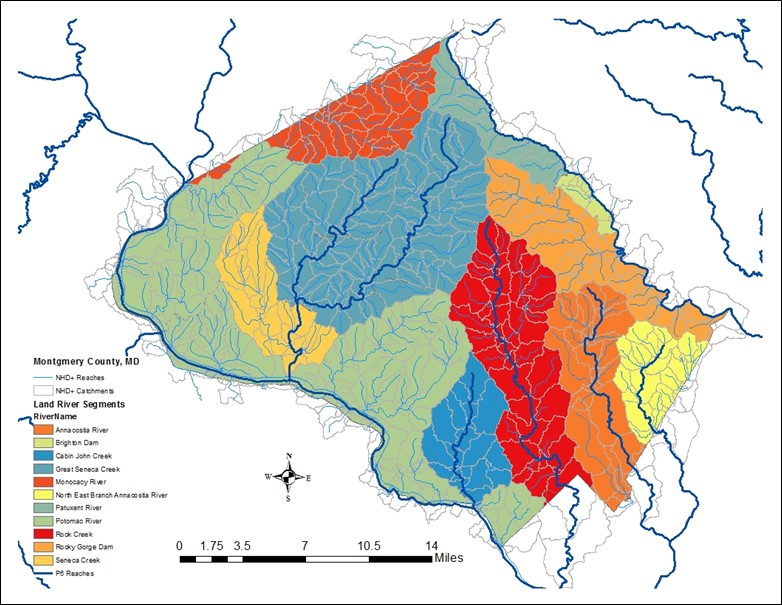 Montgmery County, MD
NHD+ Reaches
NHD+ Catchments
Land River Segments
RiverName
Annacostia River
Brighton Dam
Cabin John Creek
Great Seneca Creek
Monocacy River
North East Branch Annacostia River
Patuxent River
Potomac River
Rock Creek
Rocky Gorge Dam
Seneca Creek
P6 Reaches
N
W E
S
0 1.75 3.5 7 10.5 14
Miles